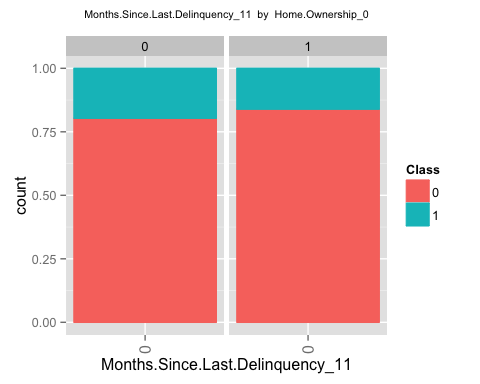 Months.Since.Last.Delinquency_11 by Home.Ownership_0
0 1
1.00
0.75
0.50
0.25
0.00
count
0 0
Months.Since.Last.Delinquency_11
Class
0
1